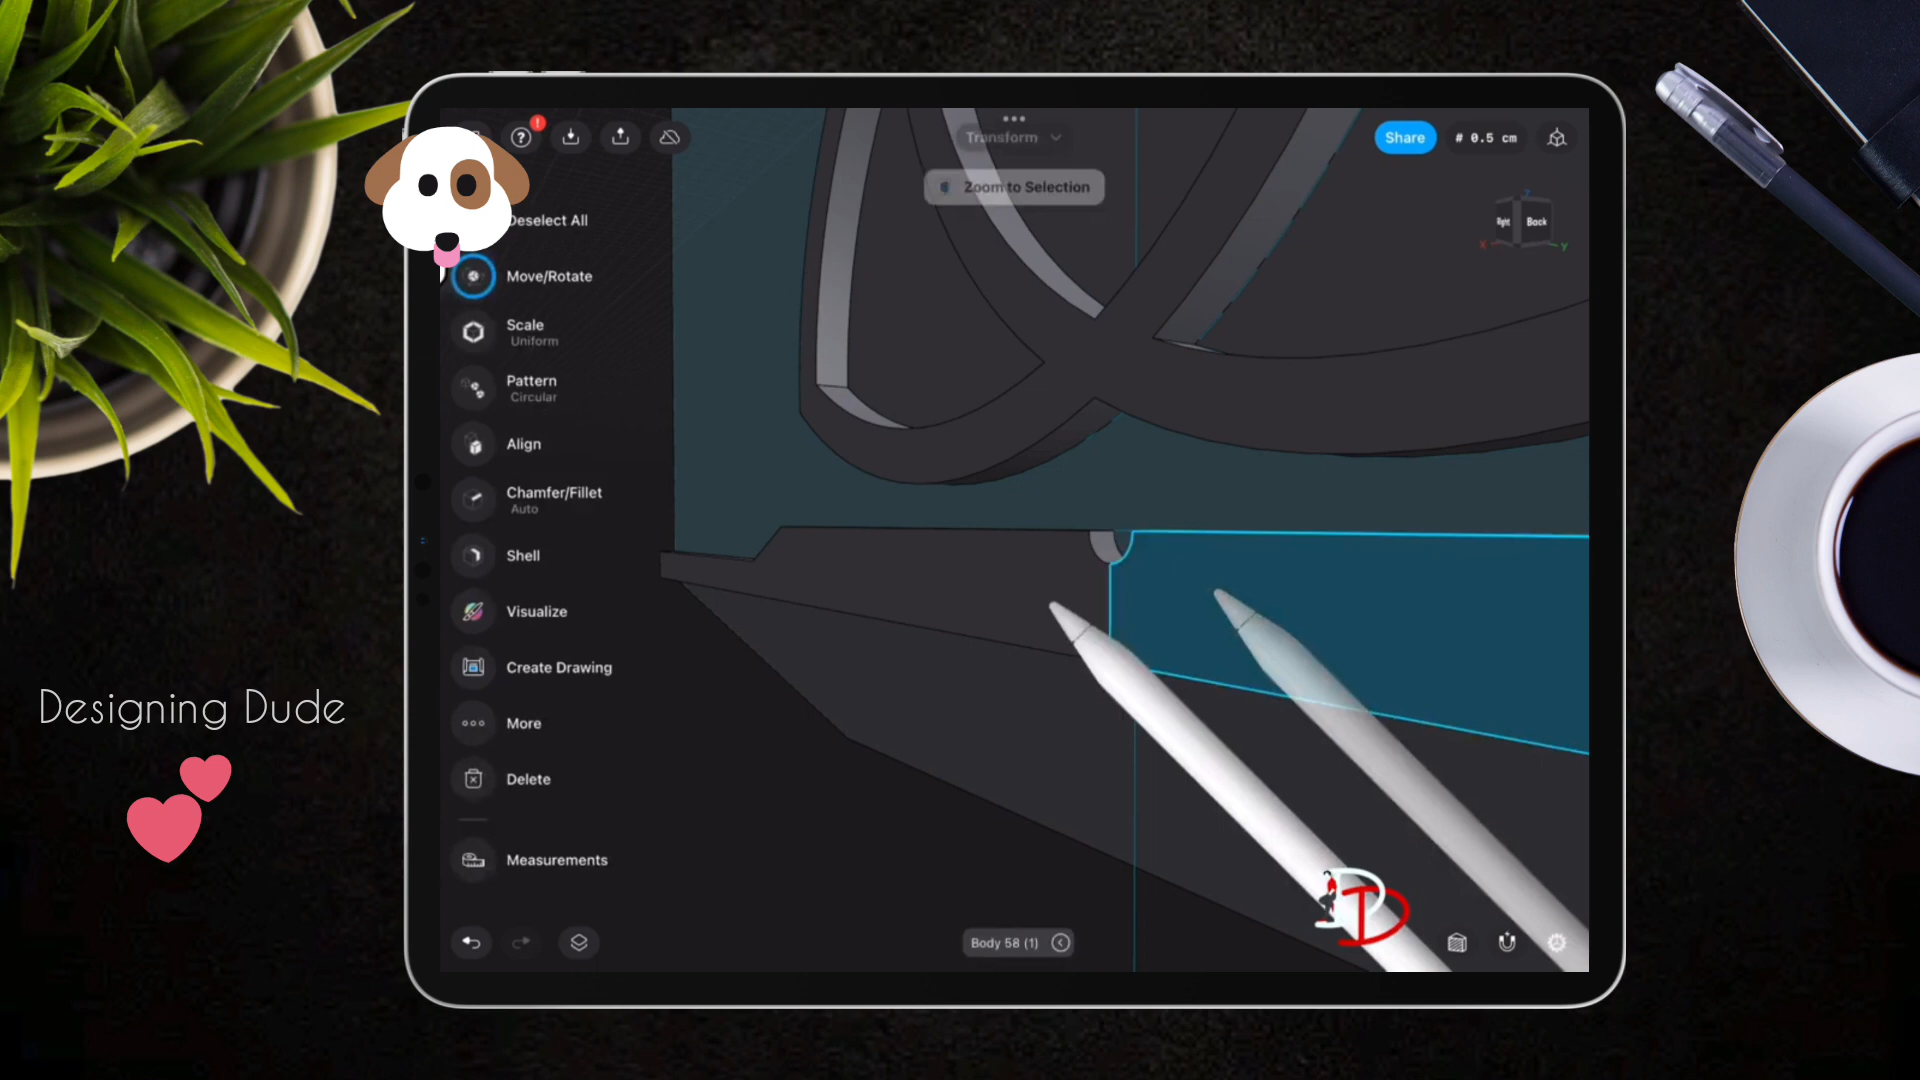 Transform
Share
# 0.5 cm
Zoom to Selection
Deselect All
Z
Right
Back
X
Y
Move/Rotate
Scale
Uniform
Pattern
Circular
Align
Chamfer/Fillet
Auto
Shell
Visualize
Create Drawing
More
Delete
Measurements
Body 58 (1)
Designing Dude